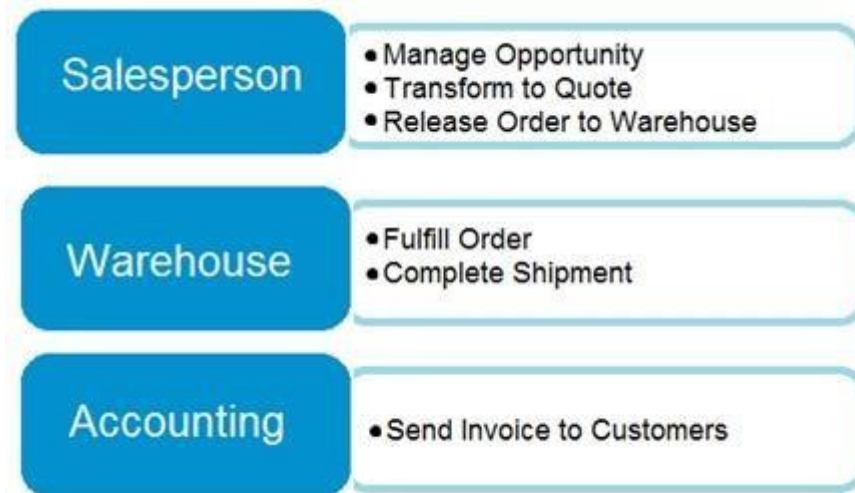 Salesperson
• Manage Opportunity
• Transform to Quote
• Release Order to Warehouse
Warehouse
• Fulfill Order
• Complete Shipment
Accounting
• Send Invoice to Customers